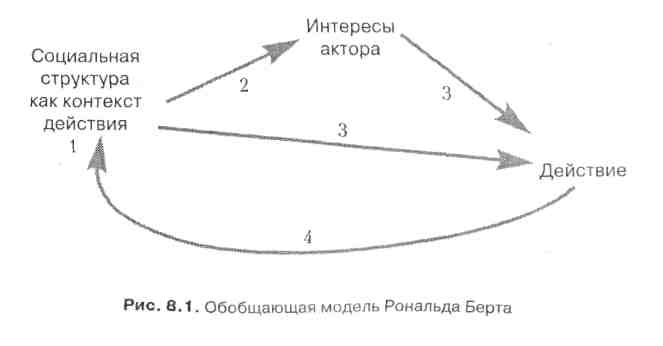 Интересы
актора
Социальная
структура
как контекст
действия
1
2
3
3
Действие
4
Рис. 8.1. Обобщающая модель Рональда Берта